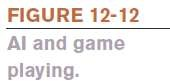 FIGURE 12-12
AI and game
playing.